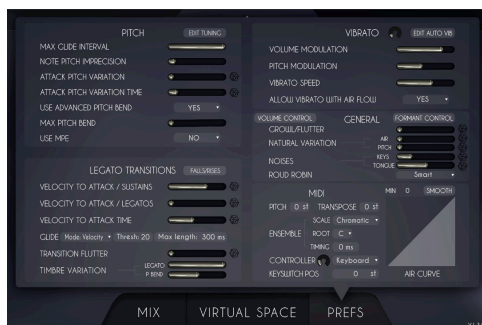 PITCH
EDIT TUNING
MAX GLIDE INTERVAL
NOTE PITCH IMPRECISION
ATTACK PITCH VARIATION
ATTACK PITCH VARIATION TIME
USE ADVANCED PITCH BEND YES
MAX PITCH BEND
USE MPE NO
LEGATO TRANSITIONS
FALLS/RISES
VELOCITY TO ATTACK / SUSTAINS
VELOCITY TO ATTACK / LEGATOS
VELOCITY TO ATTACK TIME
GLIDE Mode: Velocity Thresh: 20 Max length: 300 ms
TRANSITION FLUTTER
TIMBRE VARIATION
LEGATO
P BEND
VIBRATO
EDIT AUTO VIB
VOLUME MODULATION
PITCH MODULATION
VIBRATO SPEED
ALLOW VIBRATO WITH AIR FLOW YES
VOLUME CONTROL
GENERAL
FORMANT CONTROL
GROWL/FLUTTER
NATURAL VARIATION
AIR
PITCH
NOISES
KEYS
TONGUE
ROUD ROBIN Smart
MIDI
MIN 0 SMOOTH
PITCH 0 st TRANSPOSE 0 st
ENSEMBLE
SCALE Chromatic
ROOT C
TIMING 0 ms
CONTROLLER Keyboard
KEYSWITCH POS 0 st
AIR CURVE
MIX
VIRTUAL SPACE
PREFS